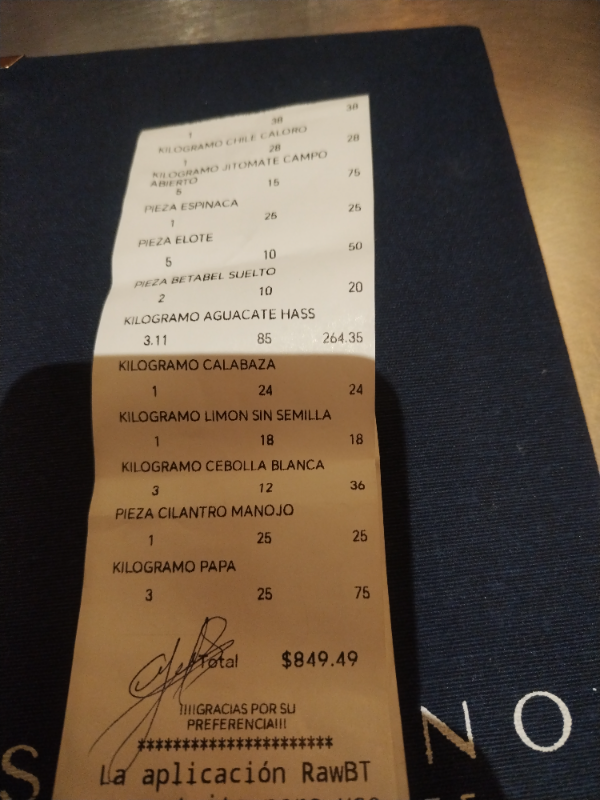 1 38 38
KILOGRAMO CHILE CALORO
1 28 28
KILOGRAMO JITOMATE CAMPO
ABIERTO
5 15 75
PIEZA ESPINACA
1 25 25
PIEZA ELOTE
5 10 50
PIEZA BETABEL SUELTO
2 10 20
KILOGRAMO AGUACATE HASS
3.11 85 264.35
KILOGRAMO CALABAZA
1 24 24
KILOGRAMO LIMON SIN SEMILLA
1 18 18
KILOGRAMO CEBOLLA BLANCA
3 12 36
PIEZA CILANTRO MANOJO
1 25 25
KILOGRAMO PAPA
3 25 75
Total $849.49
!!!!GRACIAS POR SU
PREFERENCIA!!!
***********************
La aplicación RawBT
S NO